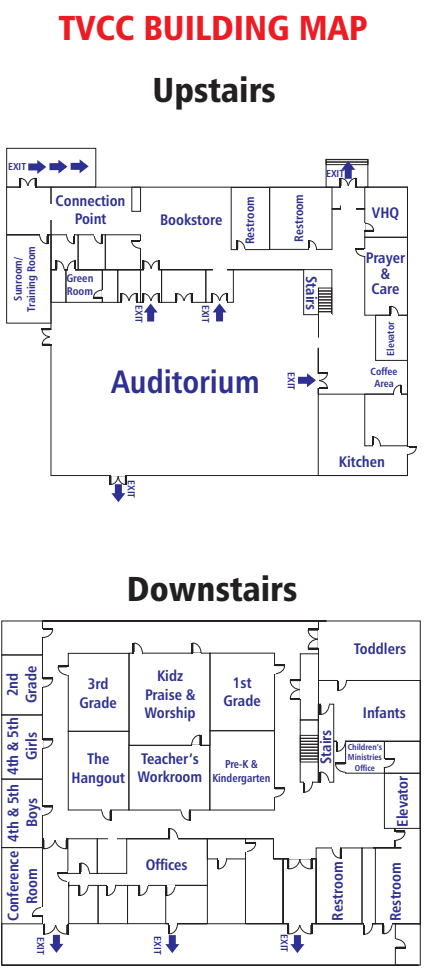 TVCC BUILDING MAP
Upstairs
EXIT
EXIT
Connection
Point
Bookstore
Restroom
Restroom
VHQ
Sunroom/
Training Room
Green
Room
Stairs
Prayer
&
Care
EXIT
EXIT
Elevator
Auditorium
EXIT
Coffee
Area
Kitchen
EXIT
Downstairs
Toddlers
2nd
Grade
3rd
Grade
Kidz
Praise &
Worship
1st
Grade
Infants
4th & 5th
Girls
The
Hangout
Teacher's
Workroom
Pre-K &
Kindergarten
Stairs
Children's
Ministries
Office
4th & 5th
Boys
Elevator
Conference
Room
Offices
Restroom
Restroom
EXIT
EXIT
EXIT